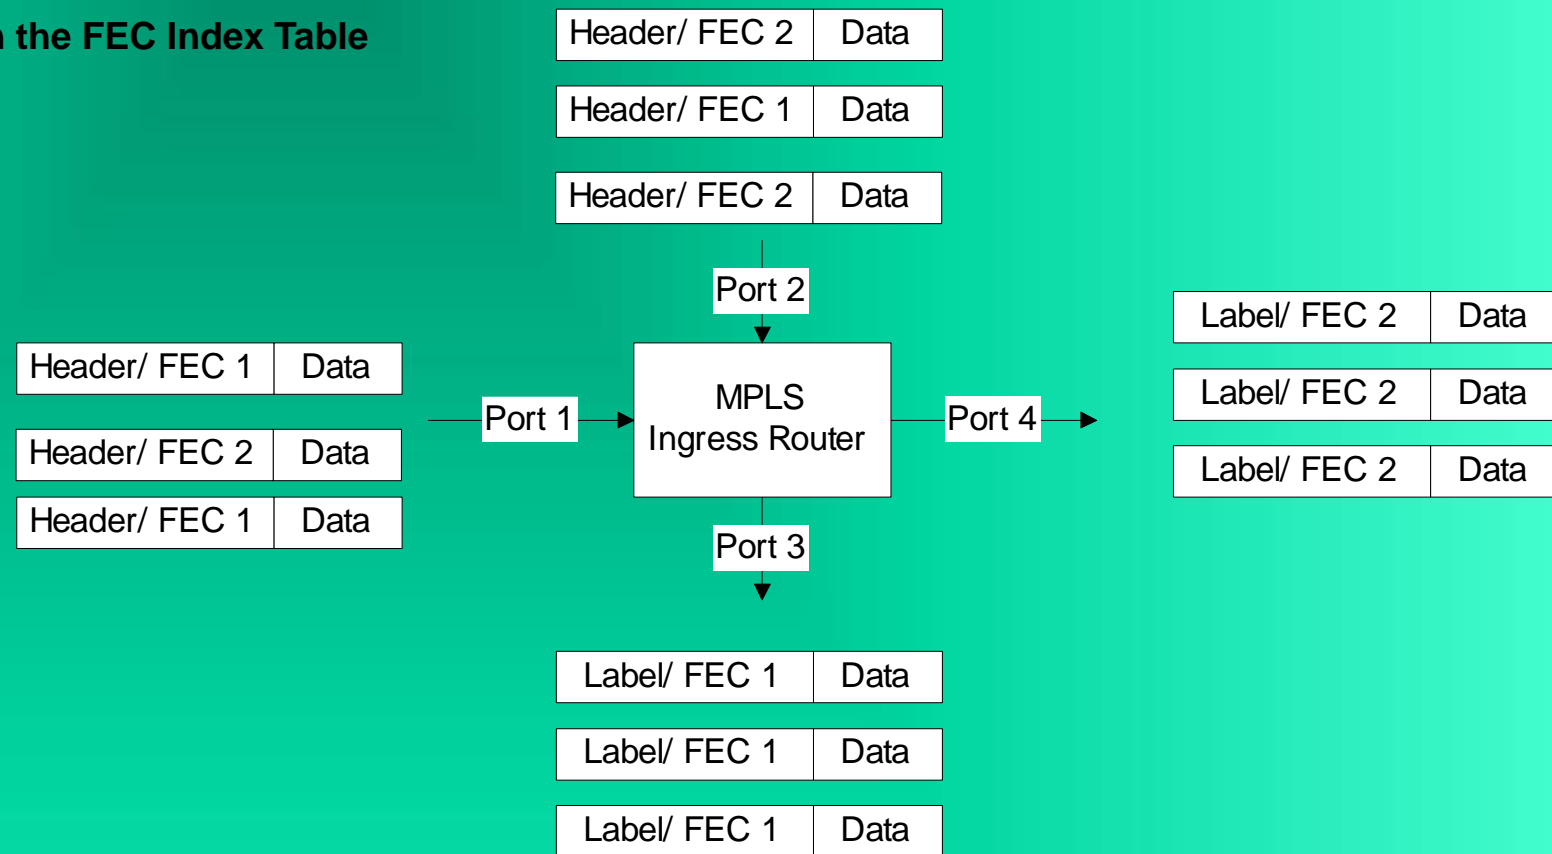 the FEC Index Table
Header/ FEC 2 Data
Header/ FEC 1 Data
Header/ FEC 2 Data
Port 2
Header/ FEC 1 Data
Header/ FEC 2 Data
Header/ FEC 1 Data
Port 1
MPLS
Ingress Router
Port 4
Label/ FEC 2 Data
Label/ FEC 2 Data
Label/ FEC 2 Data
Port 3
Label/ FEC 1 Data
Label/ FEC 1 Data
Label/ FEC 1 Data